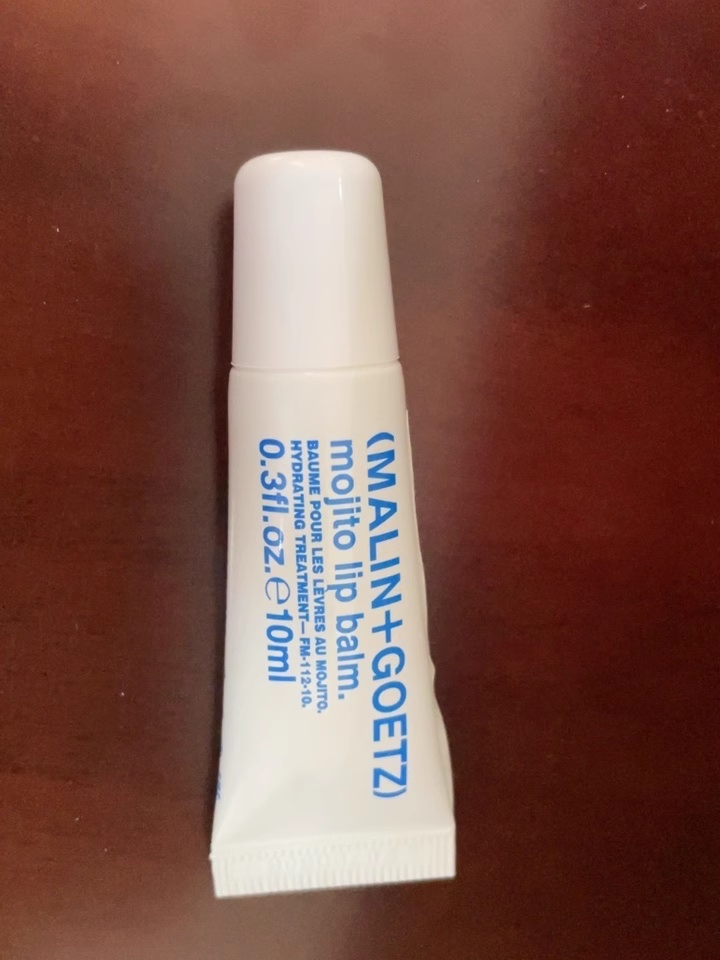 (MALIN+GOETZ)
mojito lip balm.
BAUME POUR LES LÈVRES AU MOJITO.
HYDRATING TREATMENT— FM-112-10.
0.3fl.oz.℮10ml